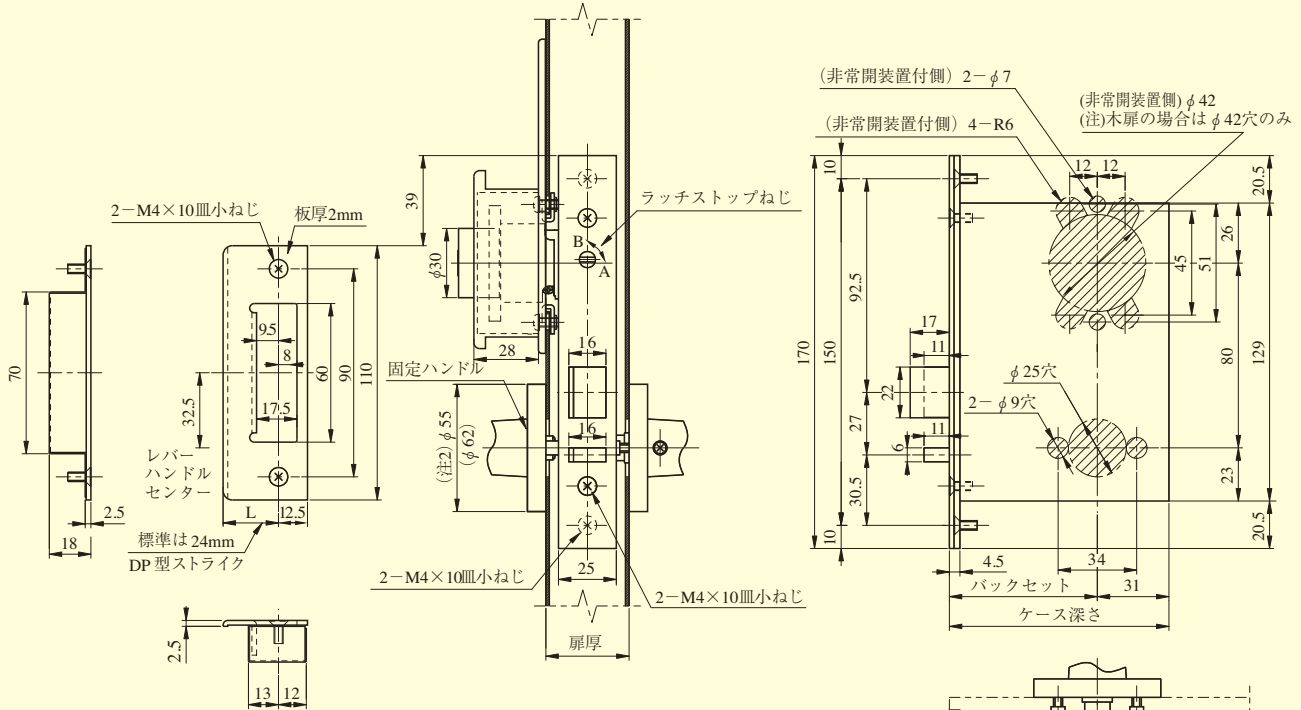 2−M4×10皿小ねじ
板厚2mm
70
2.5
18
9.5
8
17.5
32.5
60
90
110
レバー
ハンドル
センター
L
12.5
標準は24mm
DP型ストライク
2.5
13
12
39
φ30
28
B
A
ラッチストップねじ
16
固定ハンドル
16
(注2) φ55
(φ62)
2−M4×10皿小ねじ
25
2−M4×10皿小ねじ
扉厚
(非常開装置付側) 2−φ7
(非常開装置側) φ42
(注)木扉の場合はφ42穴のみ
(非常開装置付側) 4−R6
12
12
10
20.5
92.5
26
45
51
170
150
17
11
22
80
129
φ25穴
2−φ9穴
27
11
6
30.5
23
10
20.5
4.5
34
バックセット
31
ケース深さ